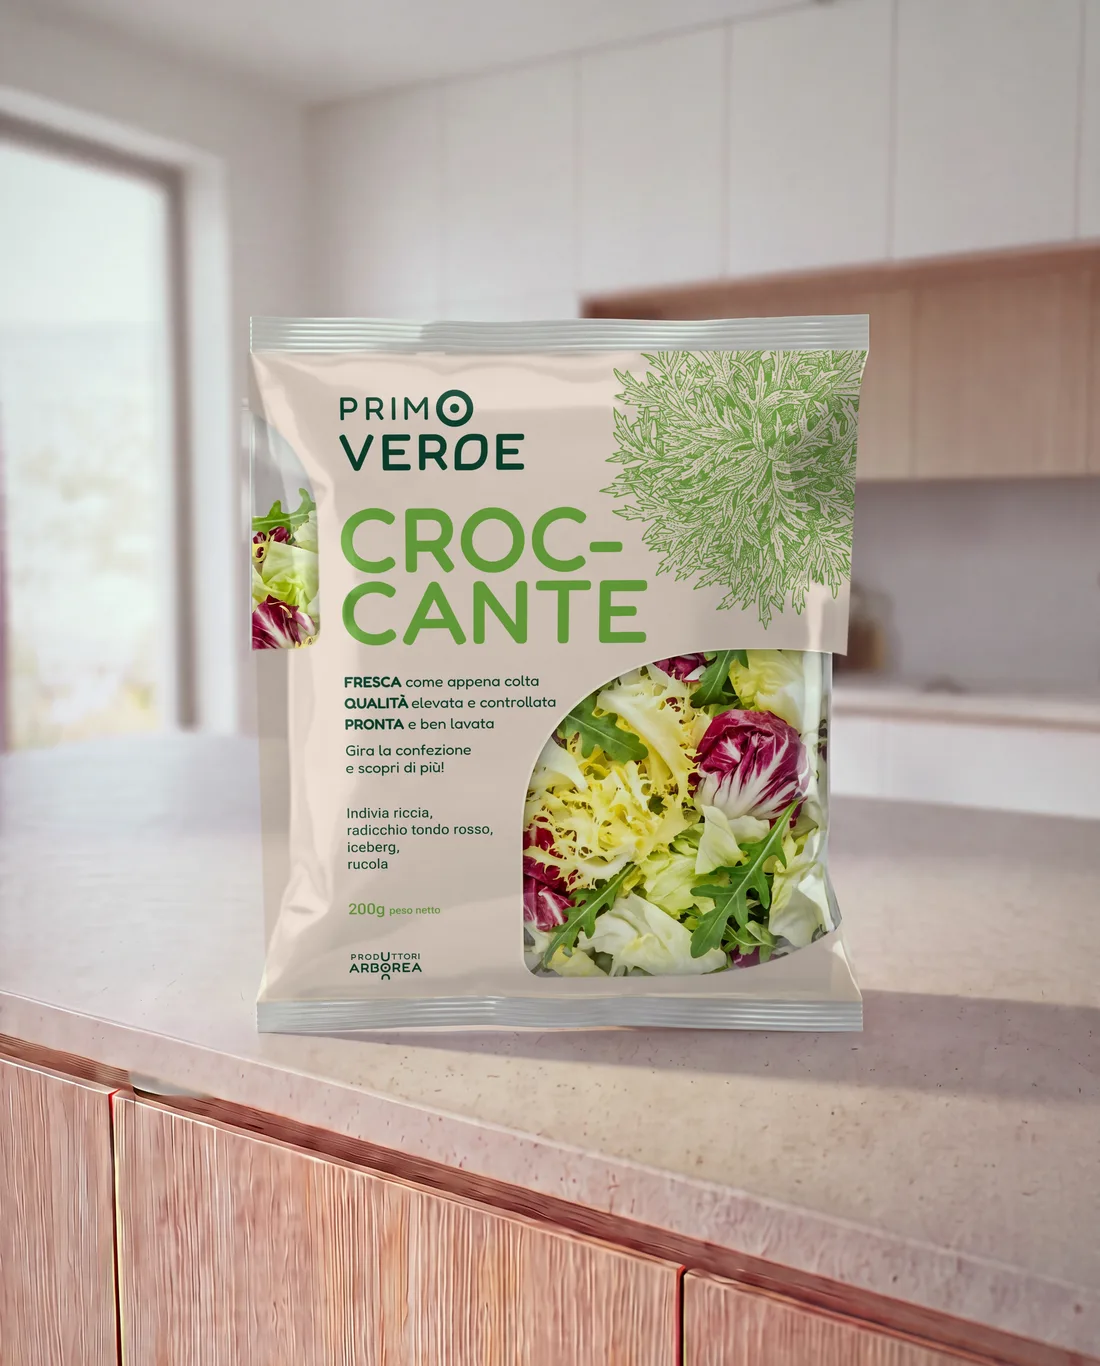 PRIMO
VERDE
CROC-
CANTE
FRESCA come appena colta
QUALITÀ elevata e controllata
PRONTA e ben lavata
Gira la confezione
e scopri di più!
Indivia riccia,
radicchio tondo rosso,
iceberg,
rucola
200g peso netto
PRODUTTORI
ARBOREA